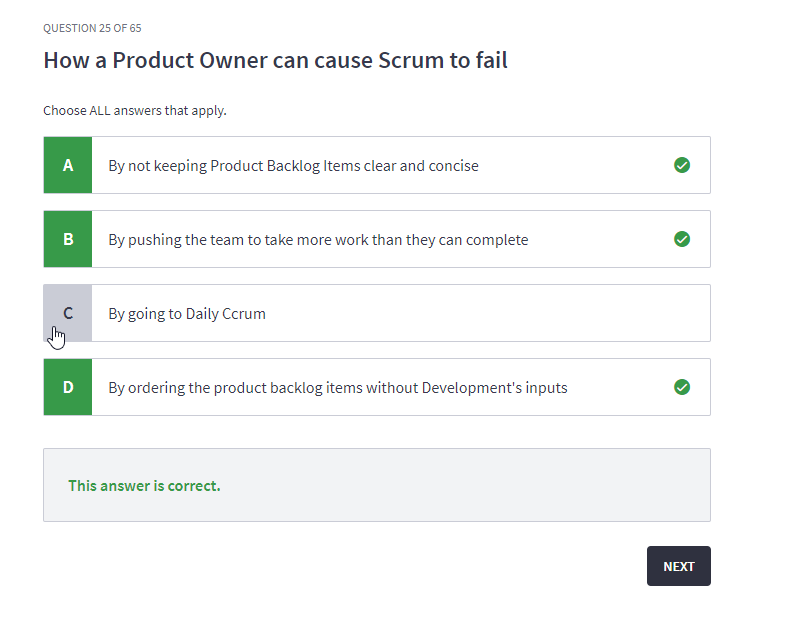 QUESTION 25 OF 65
How a Product Owner can cause Scrum to fail
Choose ALL answers that apply.
A By not keeping Product Backlog Items clear and concise
B By pushing the team to take more work than they can complete
C By going to Daily Ccrum
D By ordering the product backlog items without Development's inputs
This answer is correct.
NEXT